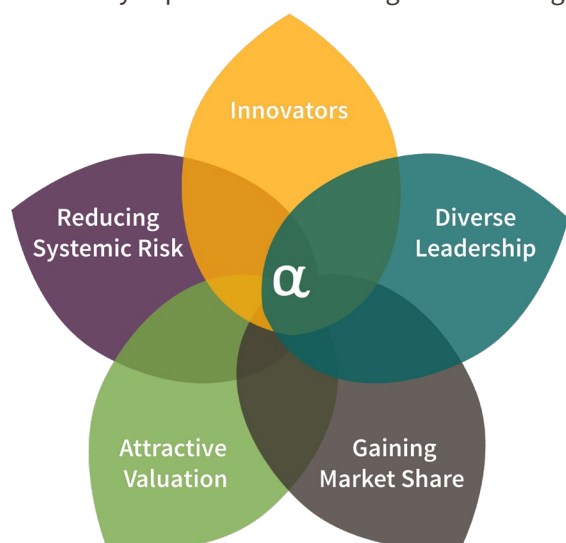 Innovators
Reducing
Systemic Risk
Diverse
Leadership
α
Attractive
Valuation
Gaining
Market Share